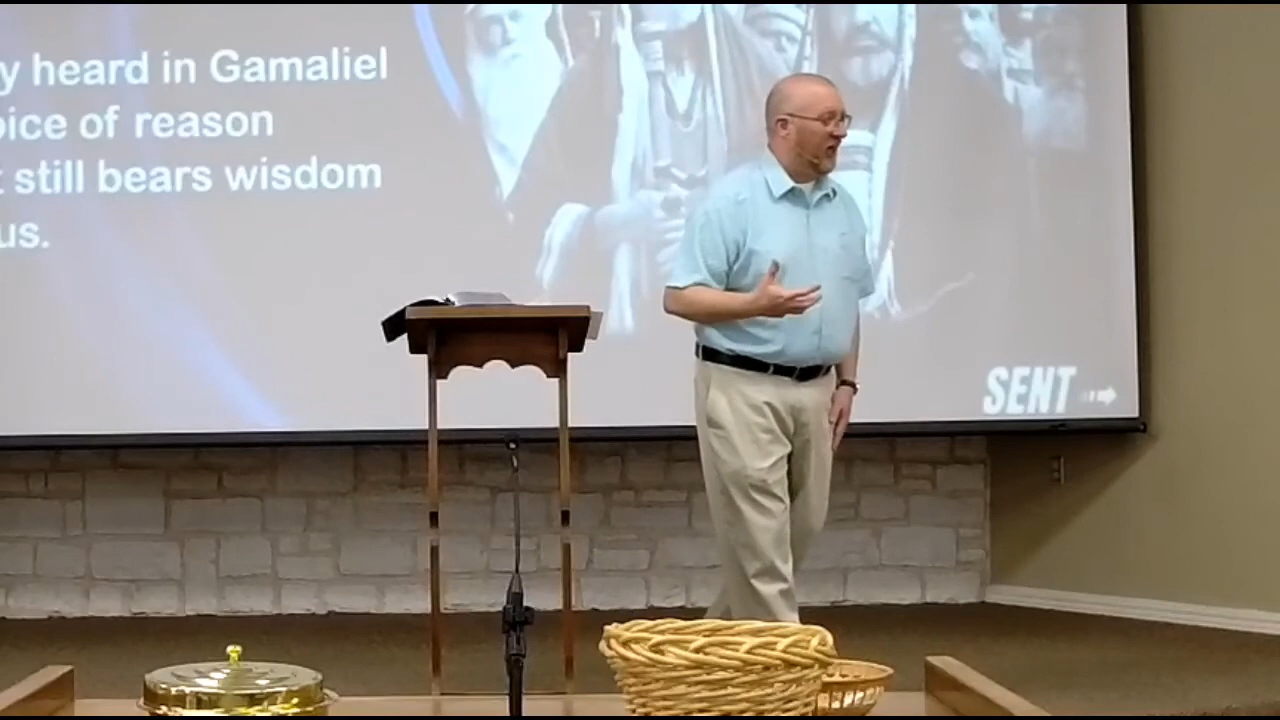 heard in Gamaliel
of reason
still bears wisdom
us.
SENT